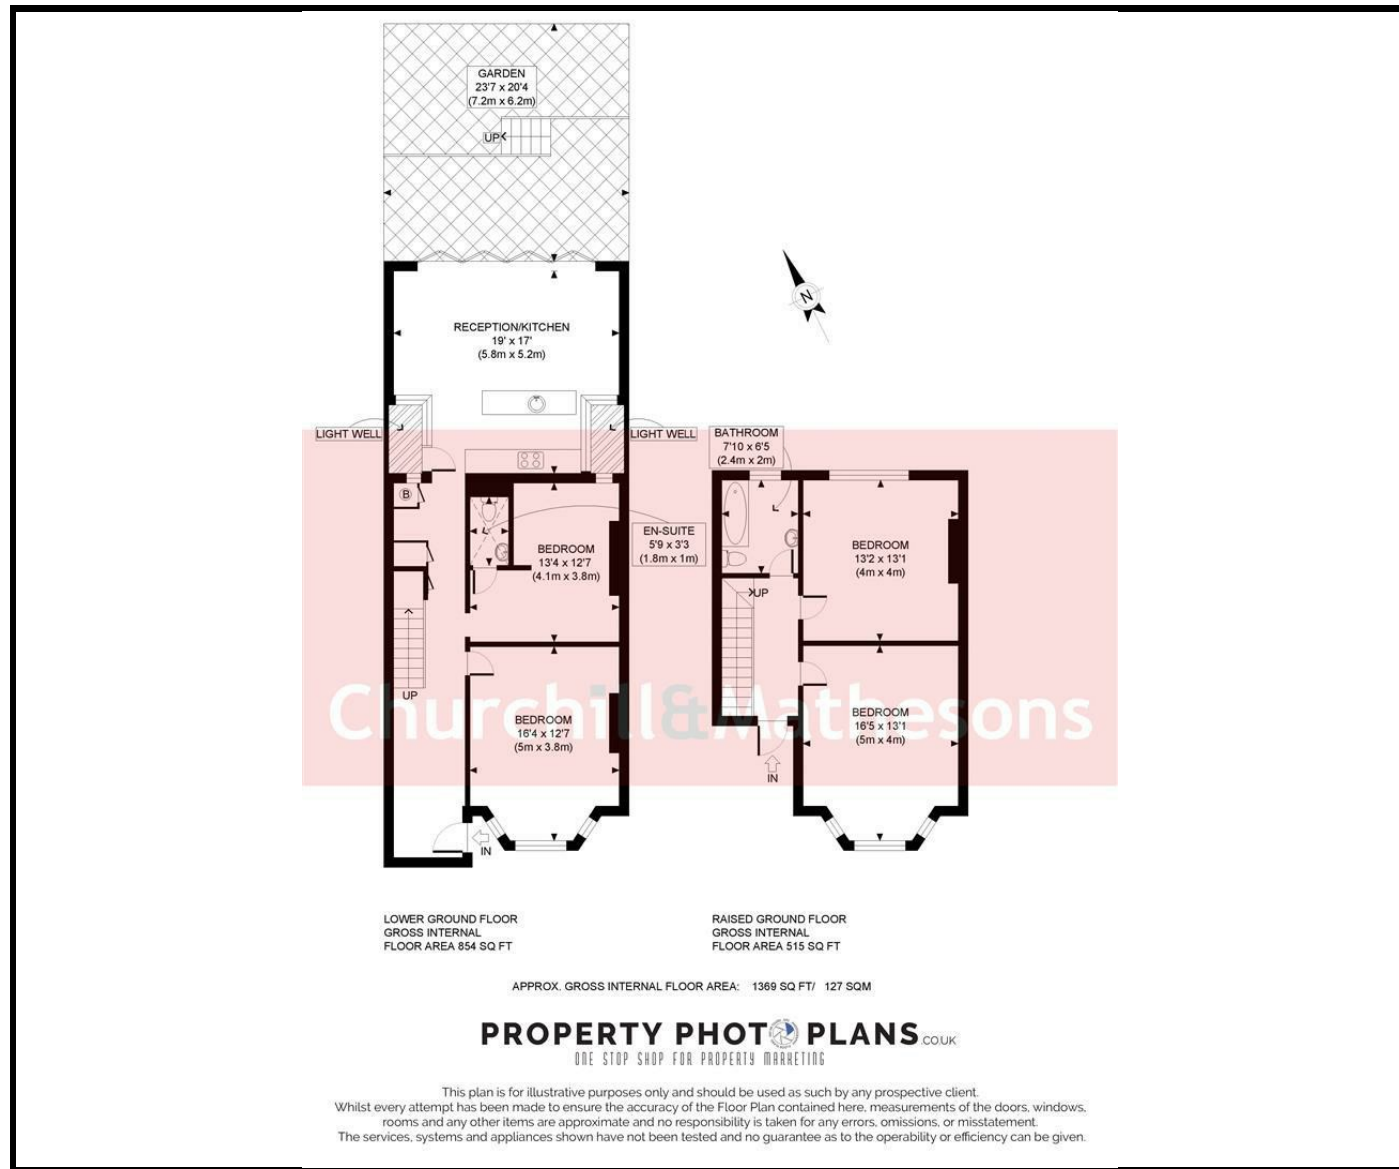 GARDEN
23'7 x 20'4
(7.2m x 6.2m)
UP
RECEPTION/KITCHEN
19' x 17'
(5.8m x 5.2m)
LIGHT WELL
LIGHT WELL
B
EN-SUITE
5'9 x 3'3
(1.8m x 1m)
BEDROOM
13'4 x 12'7
(4.1m x 3.8m)
UP
BEDROOM
16'4 x 12'7
(5m x 3.8m)
IN
N
BATHROOM
7'10 x 6'5
(2.4m x 2m)
BEDROOM
13'2 x 13'1
(4m x 4m)
UP
BEDROOM
16'5 x 13'1
(5m x 4m)
IN
Churchill&Mathesons
LOWER GROUND FLOOR
GROSS INTERNAL
FLOOR AREA 854 SQ FT
RAISED GROUND FLOOR
GROSS INTERNAL
FLOOR AREA 515 SQ FT
APPROX. GROSS INTERNAL FLOOR AREA: 1369 SQ FT/ 127 SQM
PROPERTY PHOTO PLANS.CO.UK
ONE STOP SHOP FOR PROPERTY MARKETING
This plan is for illustrative purposes only and should be used as such by any prospective client.
Whilst every attempt has been made to ensure the accuracy of the Floor Plan contained here, measurements of the doors, windows,
rooms and any other items are approximate and no responsibility is taken for any errors, omissions, or misstatement.
The services, systems and appliances shown have not been tested and no guarantee as to the operability or efficiency can be given.